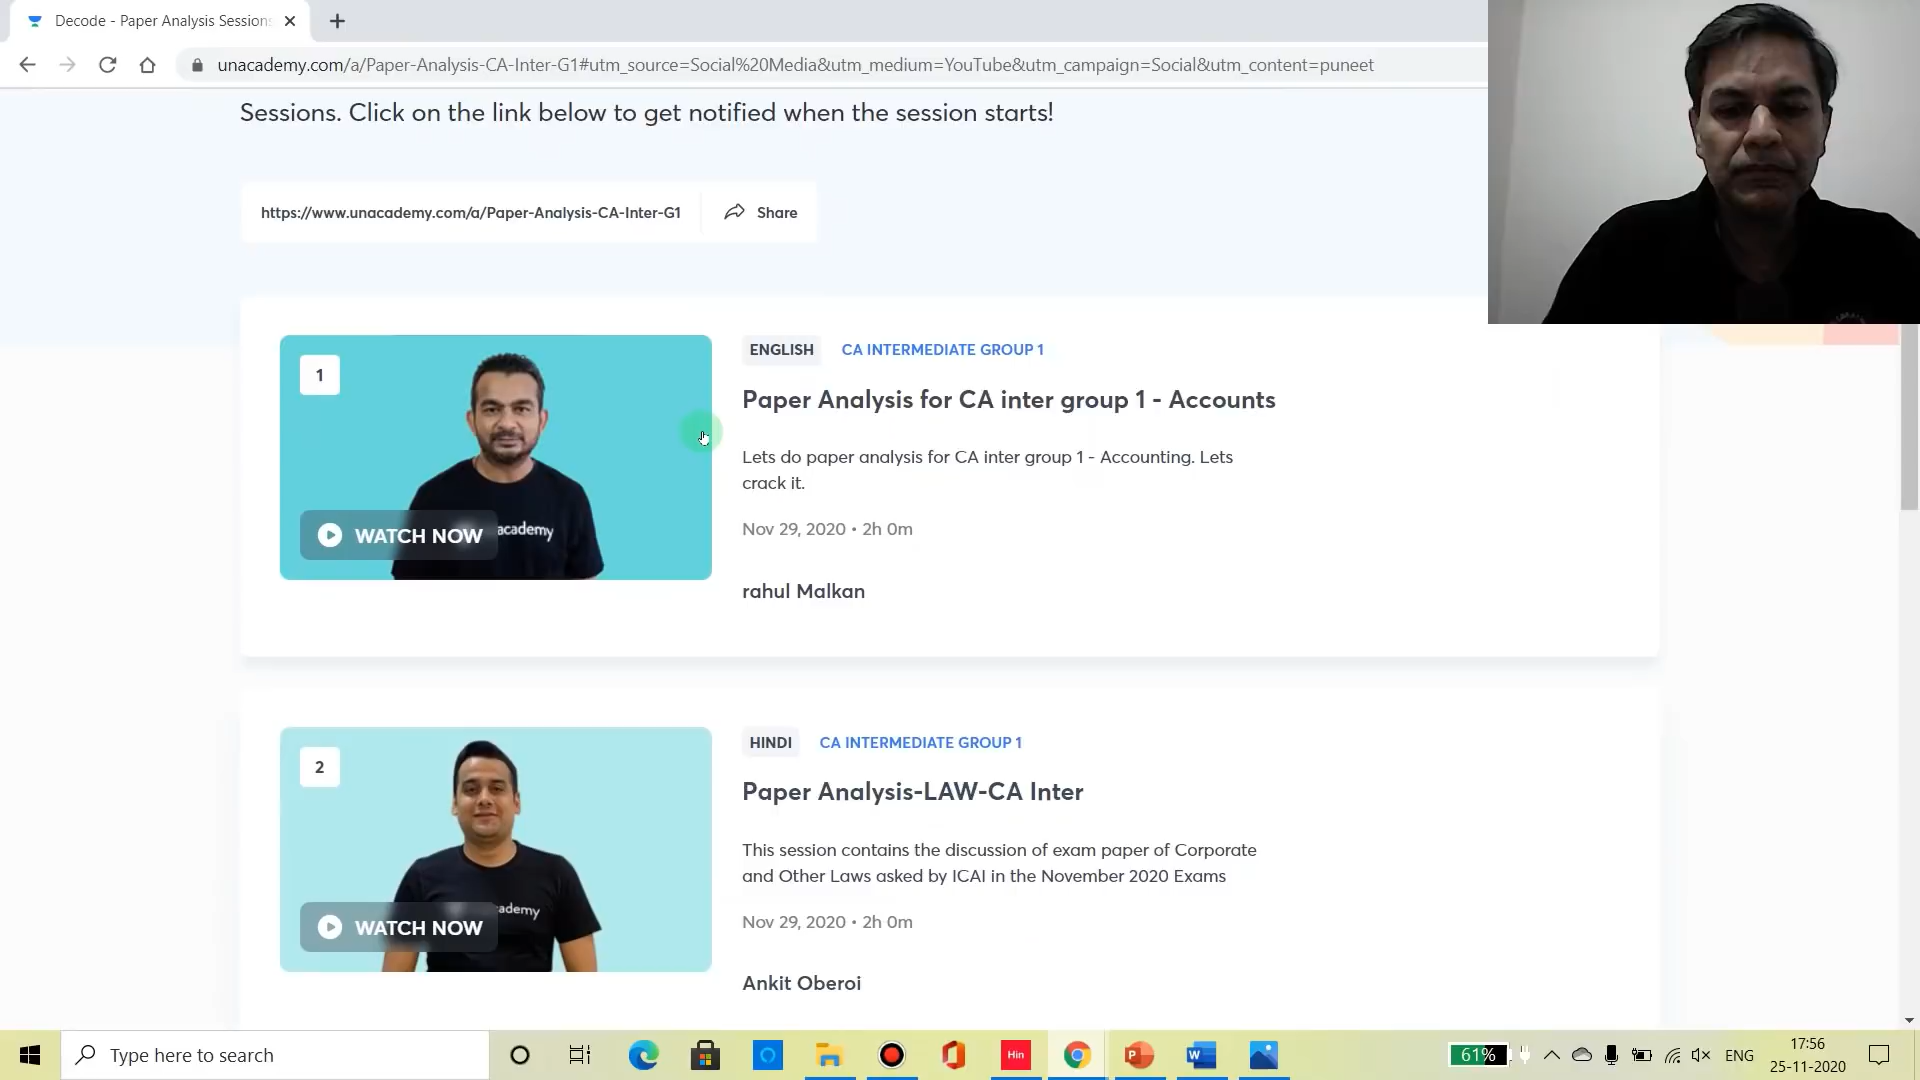 Decode - Paper Analysis Sessions
unacademy.com/a/Paper-Analysis-CA-Inter-G1#utm_source=Social%20Media&utm_medium=YouTube&utm_campaign=Social&utm_content=puneet
Sessions. Click on the link below to get notified when the session starts!
https://www.unacademy.com/a/Paper-Analysis-CA-Inter-G1 Share
1
academy
WATCH NOW
ENGLISH CA INTERMEDIATE GROUP 1
Paper Analysis for CA inter group 1 - Accounts
Lets do paper analysis for CA inter group 1 - Accounting. Lets
crack it.
Nov 29, 2020 • 2h 0m
rahul Malkan
2
ademy
WATCH NOW
HINDI CA INTERMEDIATE GROUP 1
Paper Analysis-LAW-CA Inter
This session contains the discussion of exam paper of Corporate
and Other Laws asked by ICAI in the November 2020 Exams
Nov 29, 2020 • 2h 0m
Ankit Oberoi
Type here to search
Hin
61%
ENG
17:56
25-11-2020